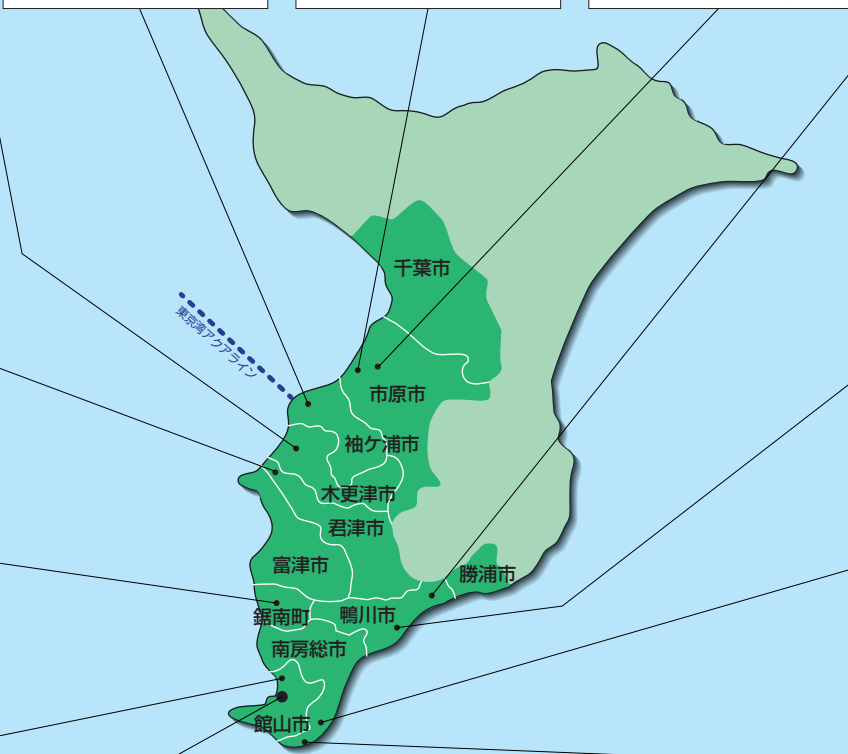 千葉市
東京湾アクアライン
市原市
袖ケ浦市
木更津市
君津市
富津市
勝浦市
鋸南町
鴨川市
南房総市
館山市